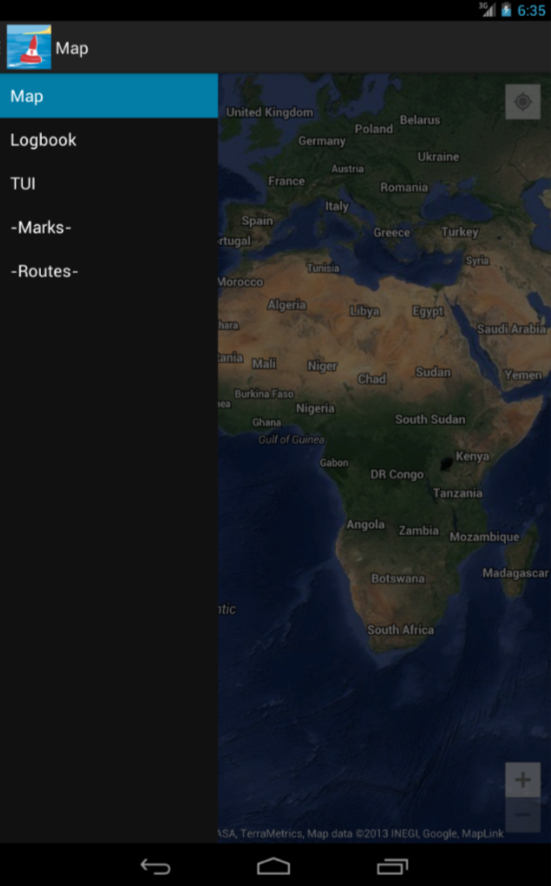 3G
6:35
Map
Map
Logbook
TUI
-Marks-
-Routes-
United Kingdom
Belarus
Poland
Germany
Ukraine
Austria
France
Romania
Italy
Spain
Greece
Turkey
rtugal
Syria
Tunisia
Morocco
Algeria
Libya
Egypt
hara
Saudi Arabia
tania
Mali
Niger
Sudan
Chad
Yemen
Burkina Faso
nea
Nigeria
Ghana
South Sudan
Gulf of Guinea
Kenya
Gabon
DR Congo
Tanzania
Angola
Zambia
Mozambique
Madagascar
Botswana
ntic
South Africa
ASA, TerraMetrics, Map data ©2013 INEGI, Google, MapLink